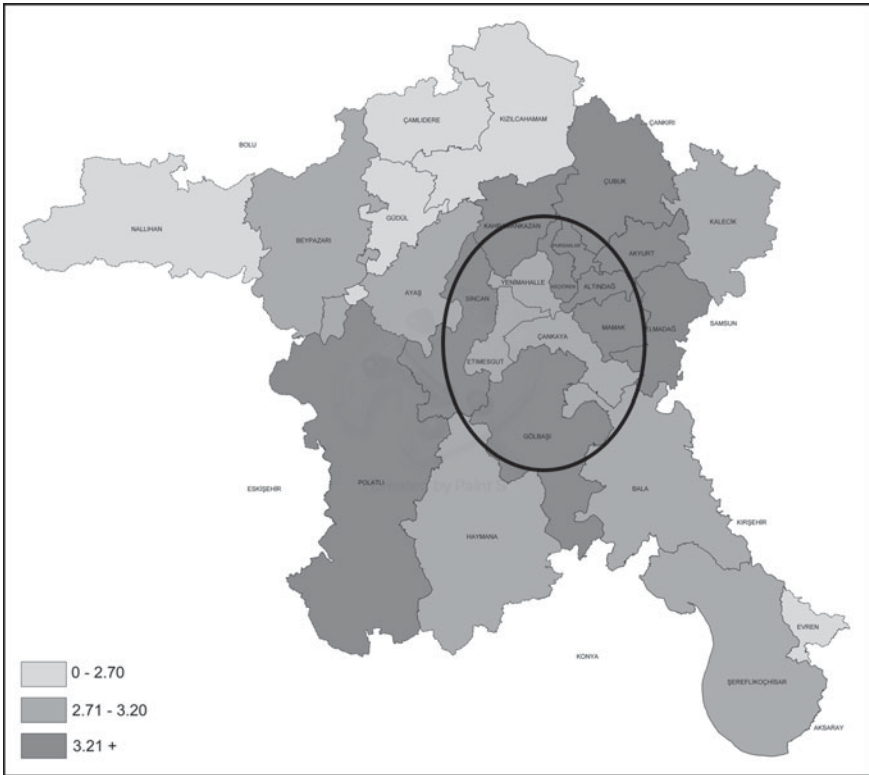 KIZILCAHAMAM
ÇAMLIDERE
ÇANKIRI
BOLU
ÇUBUK
GÜDÜL
KALECİK
NALLIHAN
BEYPAZARI
AKYURT
YENİMAHALLE
ALTINDAĞ
AYAŞ
SİNCAN
SAMSUN
MAMAK
ÇANKAYA
ETİMESGUT
GÖLBAŞI
POLATLI
ESKİŞEHİR
BALA
KIRŞEHİR
HAYMANA
EVREN
KONYA
ŞEREFLİKOÇHİSAR
AKSARAY
0 - 2.70
2.71 - 3.20
3.21 +